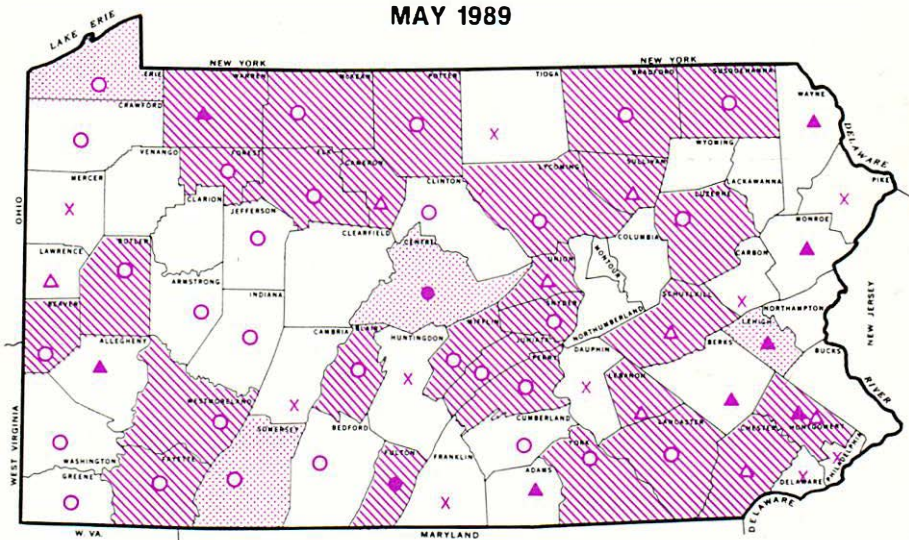 MAY 1989
LAKE ERIE
NEW YORK
NEW YORK
ERIE
WARREN
McKEAN
POTTER
TIOGA
BRADFORD
SUSQUEHANNA
CRAWFORD
WAYNE
DELAWARE
VENANGO
FOREST
ELK
CAMERON
WYOMING
SULLIVAN
LYCOMING
MERCER
CLINTON
LACKAWANNA
PIKE
CLARION
JEFFERSON
LUZERNE
OHIO
MONROE
CLEARFIELD
CENTRE
COLUMBIA
LAWRENCE
BUTLER
UNION
MONTOUR
CARBON
ARMSTRONG
BEAVER
INDIANA
SNYDER
NORTHUMBERLAND
SCHUYLKILL
NORTHAMPTON
NEW JERSEY
ALLEGHENY
CAMBRIA
BLAIR
HUNTINGDON
MIFFLIN
JUNIATA
DAUPHIN
LEHIGH
BERKS
BUCKS
PERRY
LEBANON
RIVER
WESTMORELAND
SOMERSET
BEDFORD
CUMBERLAND
LANCASTER
CHESTER
MONTGOMERY
PHILADELPHIA
WEST VIRGINIA
WASHINGTON
FAYETTE
FULTON
FRANKLIN
ADAMS
YORK
DELAWARE
GREENE
DELAWARE
W. VA.
MARYLAND